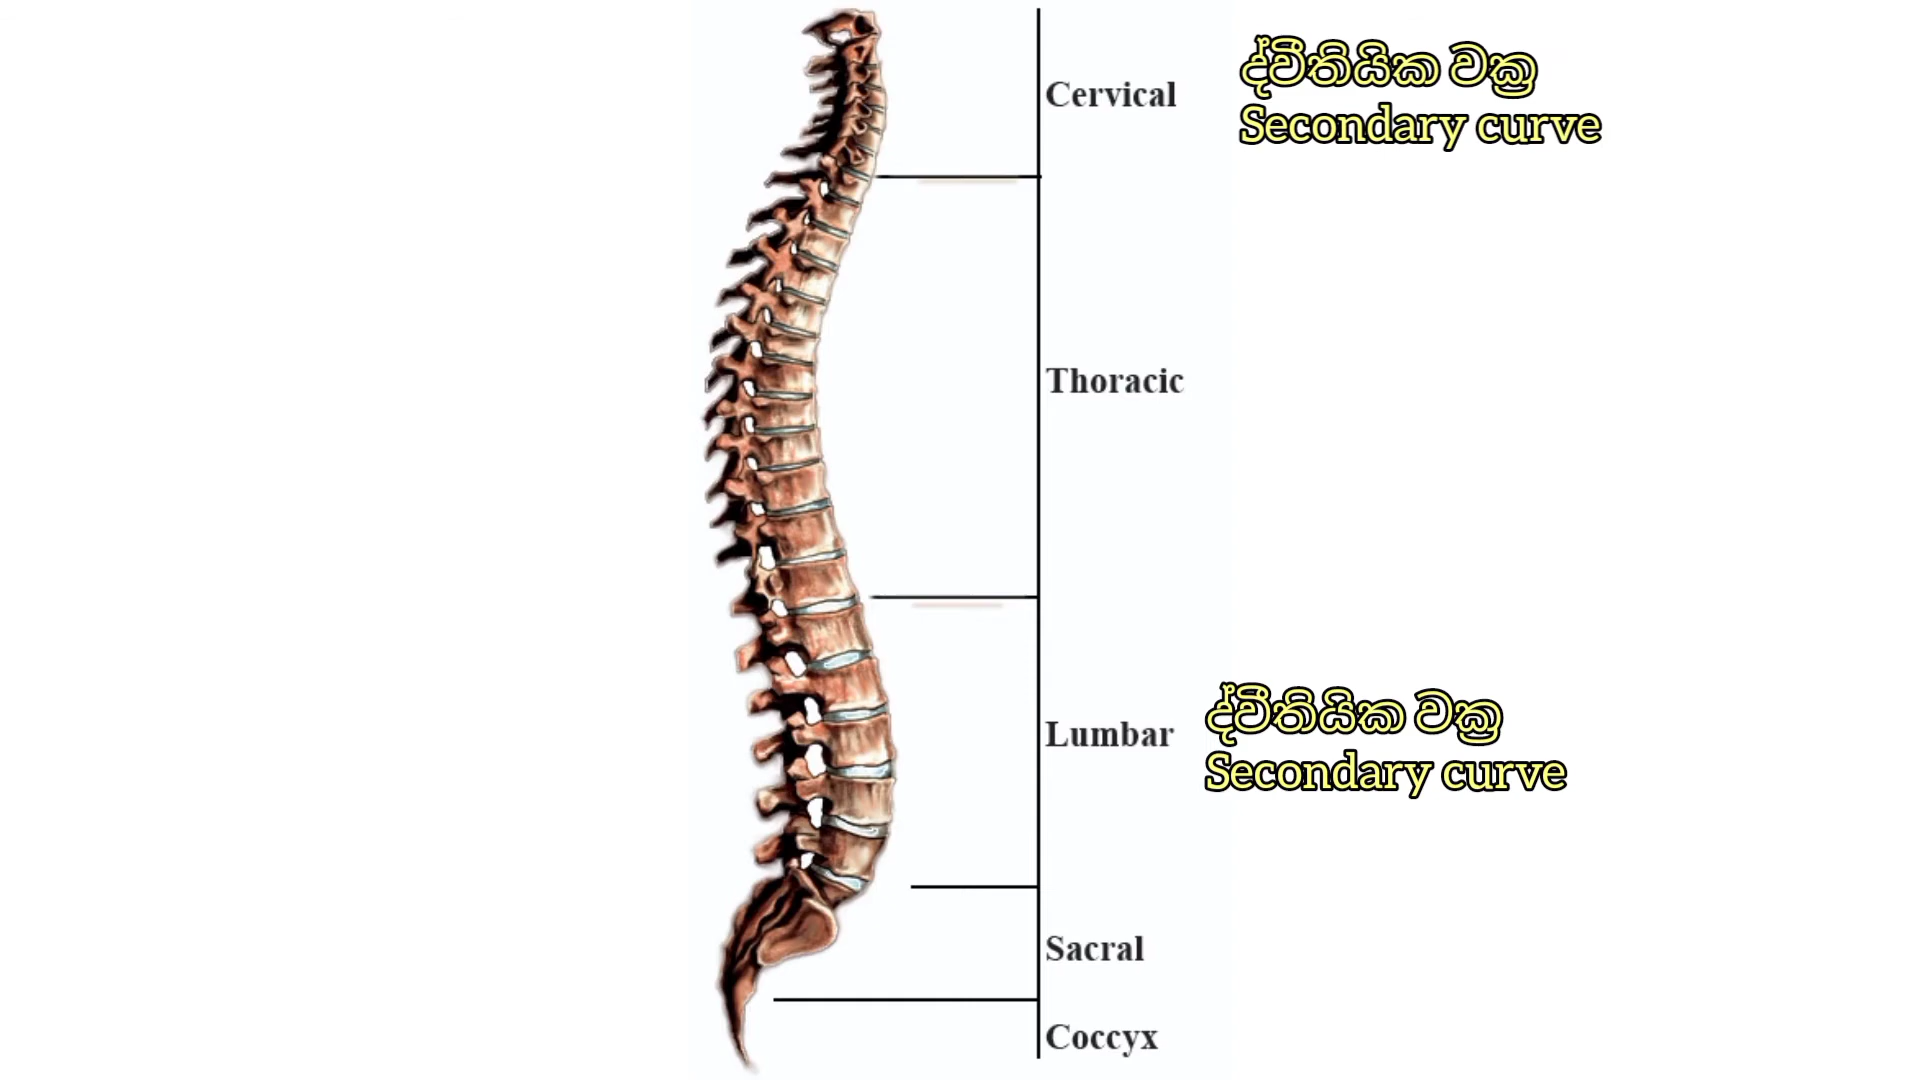 Cervical
ද්වීතියික වක්‍ර
Secondary curve
Thoracic
Lumbar
ද්වීතියික වක්‍ර
Secondary curve
Sacral
Coccyx